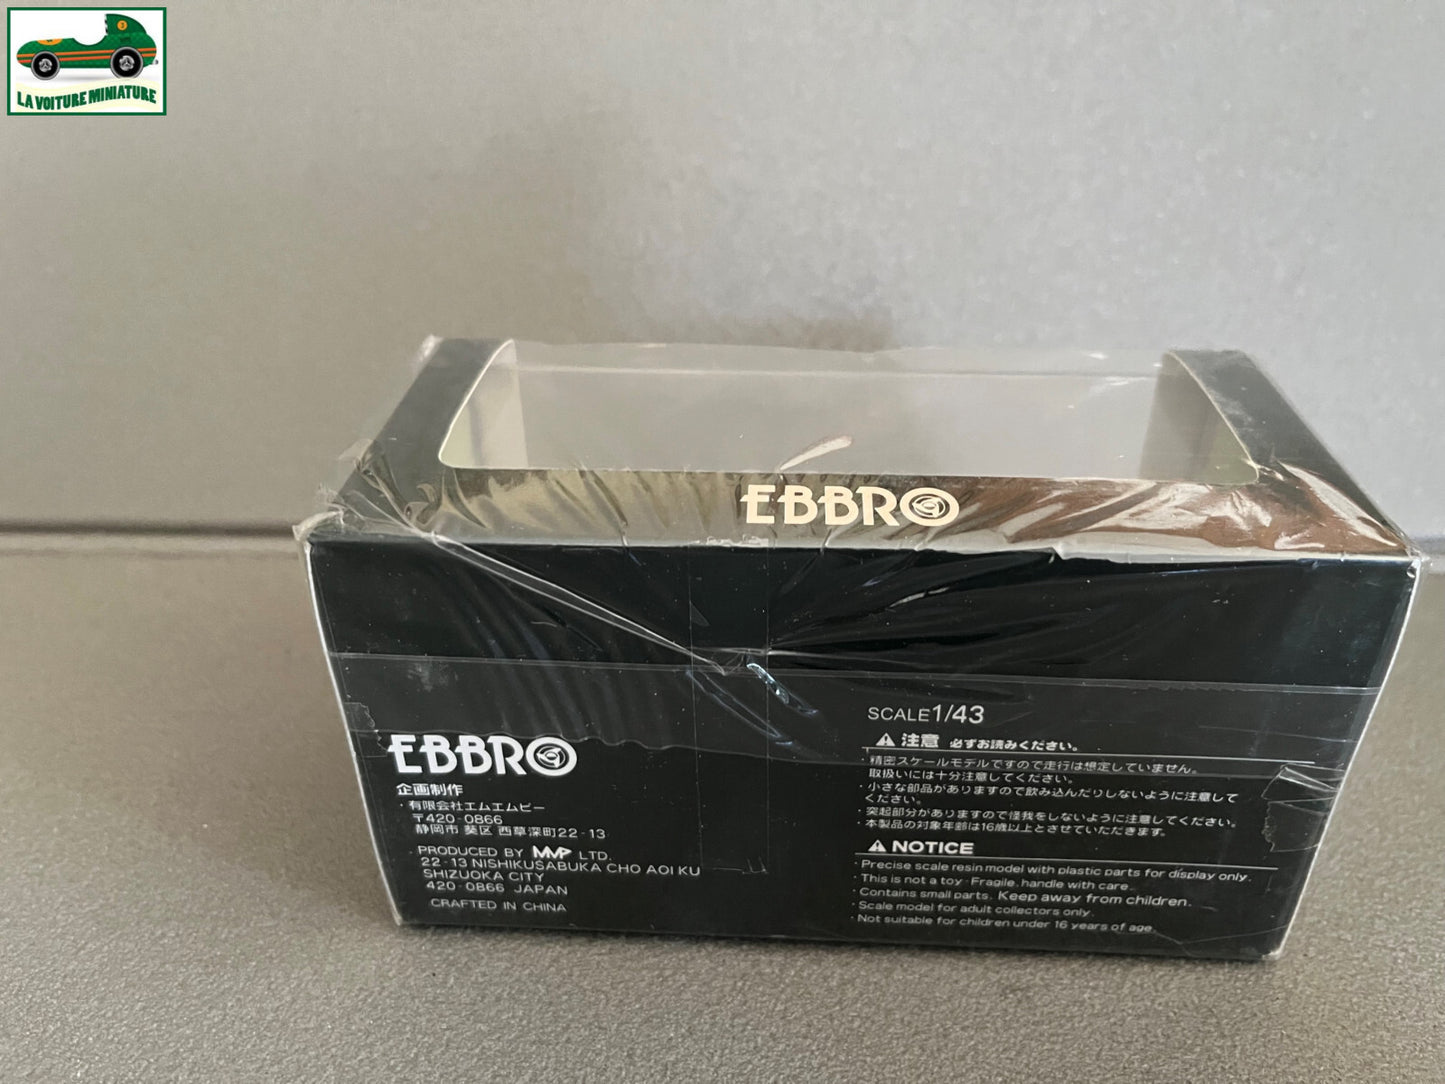 LA VOITURE MINIATURE
EBBRO
EBBRO
企画制作
・有限会社エムエムピー
〒420-0866
静岡市 葵区 西草深町22-13
PRODUCED BY MMP LTD.
22-13 NISHIKUSABUKA CHO AOI KU
SHIZUOKA CITY
420-0866 JAPAN
CRAFTED IN CHINA
SCALE1/43
注意 必ずお読みください。
・精密スケールモデルですので走行は想定していません。
取扱いには十分注意してください。
・小さな部品がありますので飲み込んだりしないように注意して
ください。
・突起部分がありますので怪我をしないように注意してください。
・本製品の対象年齢は16歳以上とさせていただきます。
NOTICE
・Precise scale resin model with plastic parts for display only.
・This is not a toy. Fragile, handle with care.
・Contains small parts. Keep away from children.
・Scale model for adult collectors only.
・Not suitable for children under 16 years of age.